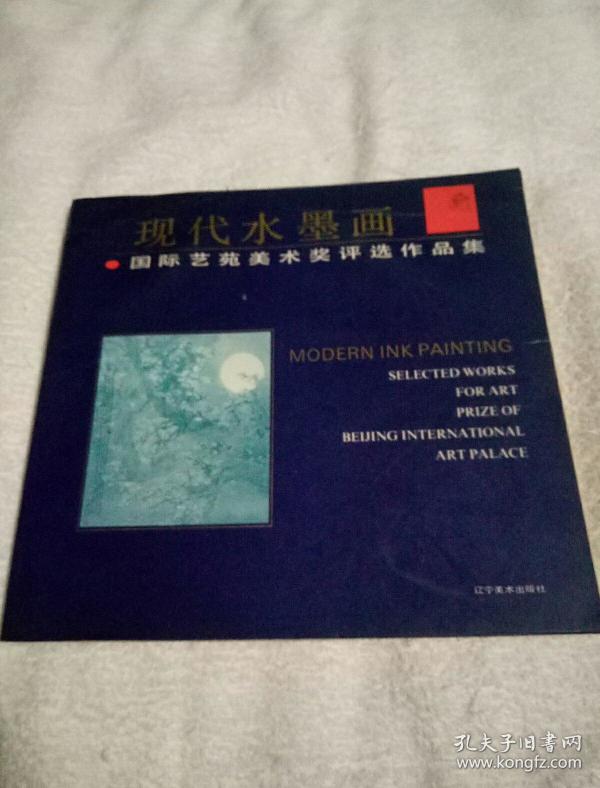 现代水墨画
国际艺苑美术奖评选作品集
MODERN INK PAINTING
SELECTED WORKS
FOR ART
PRIZE OF
BEIJING INTERNATIONAL
ART PALACE
辽宁美术出版社
孔夫子旧书网
www.kongfz.com